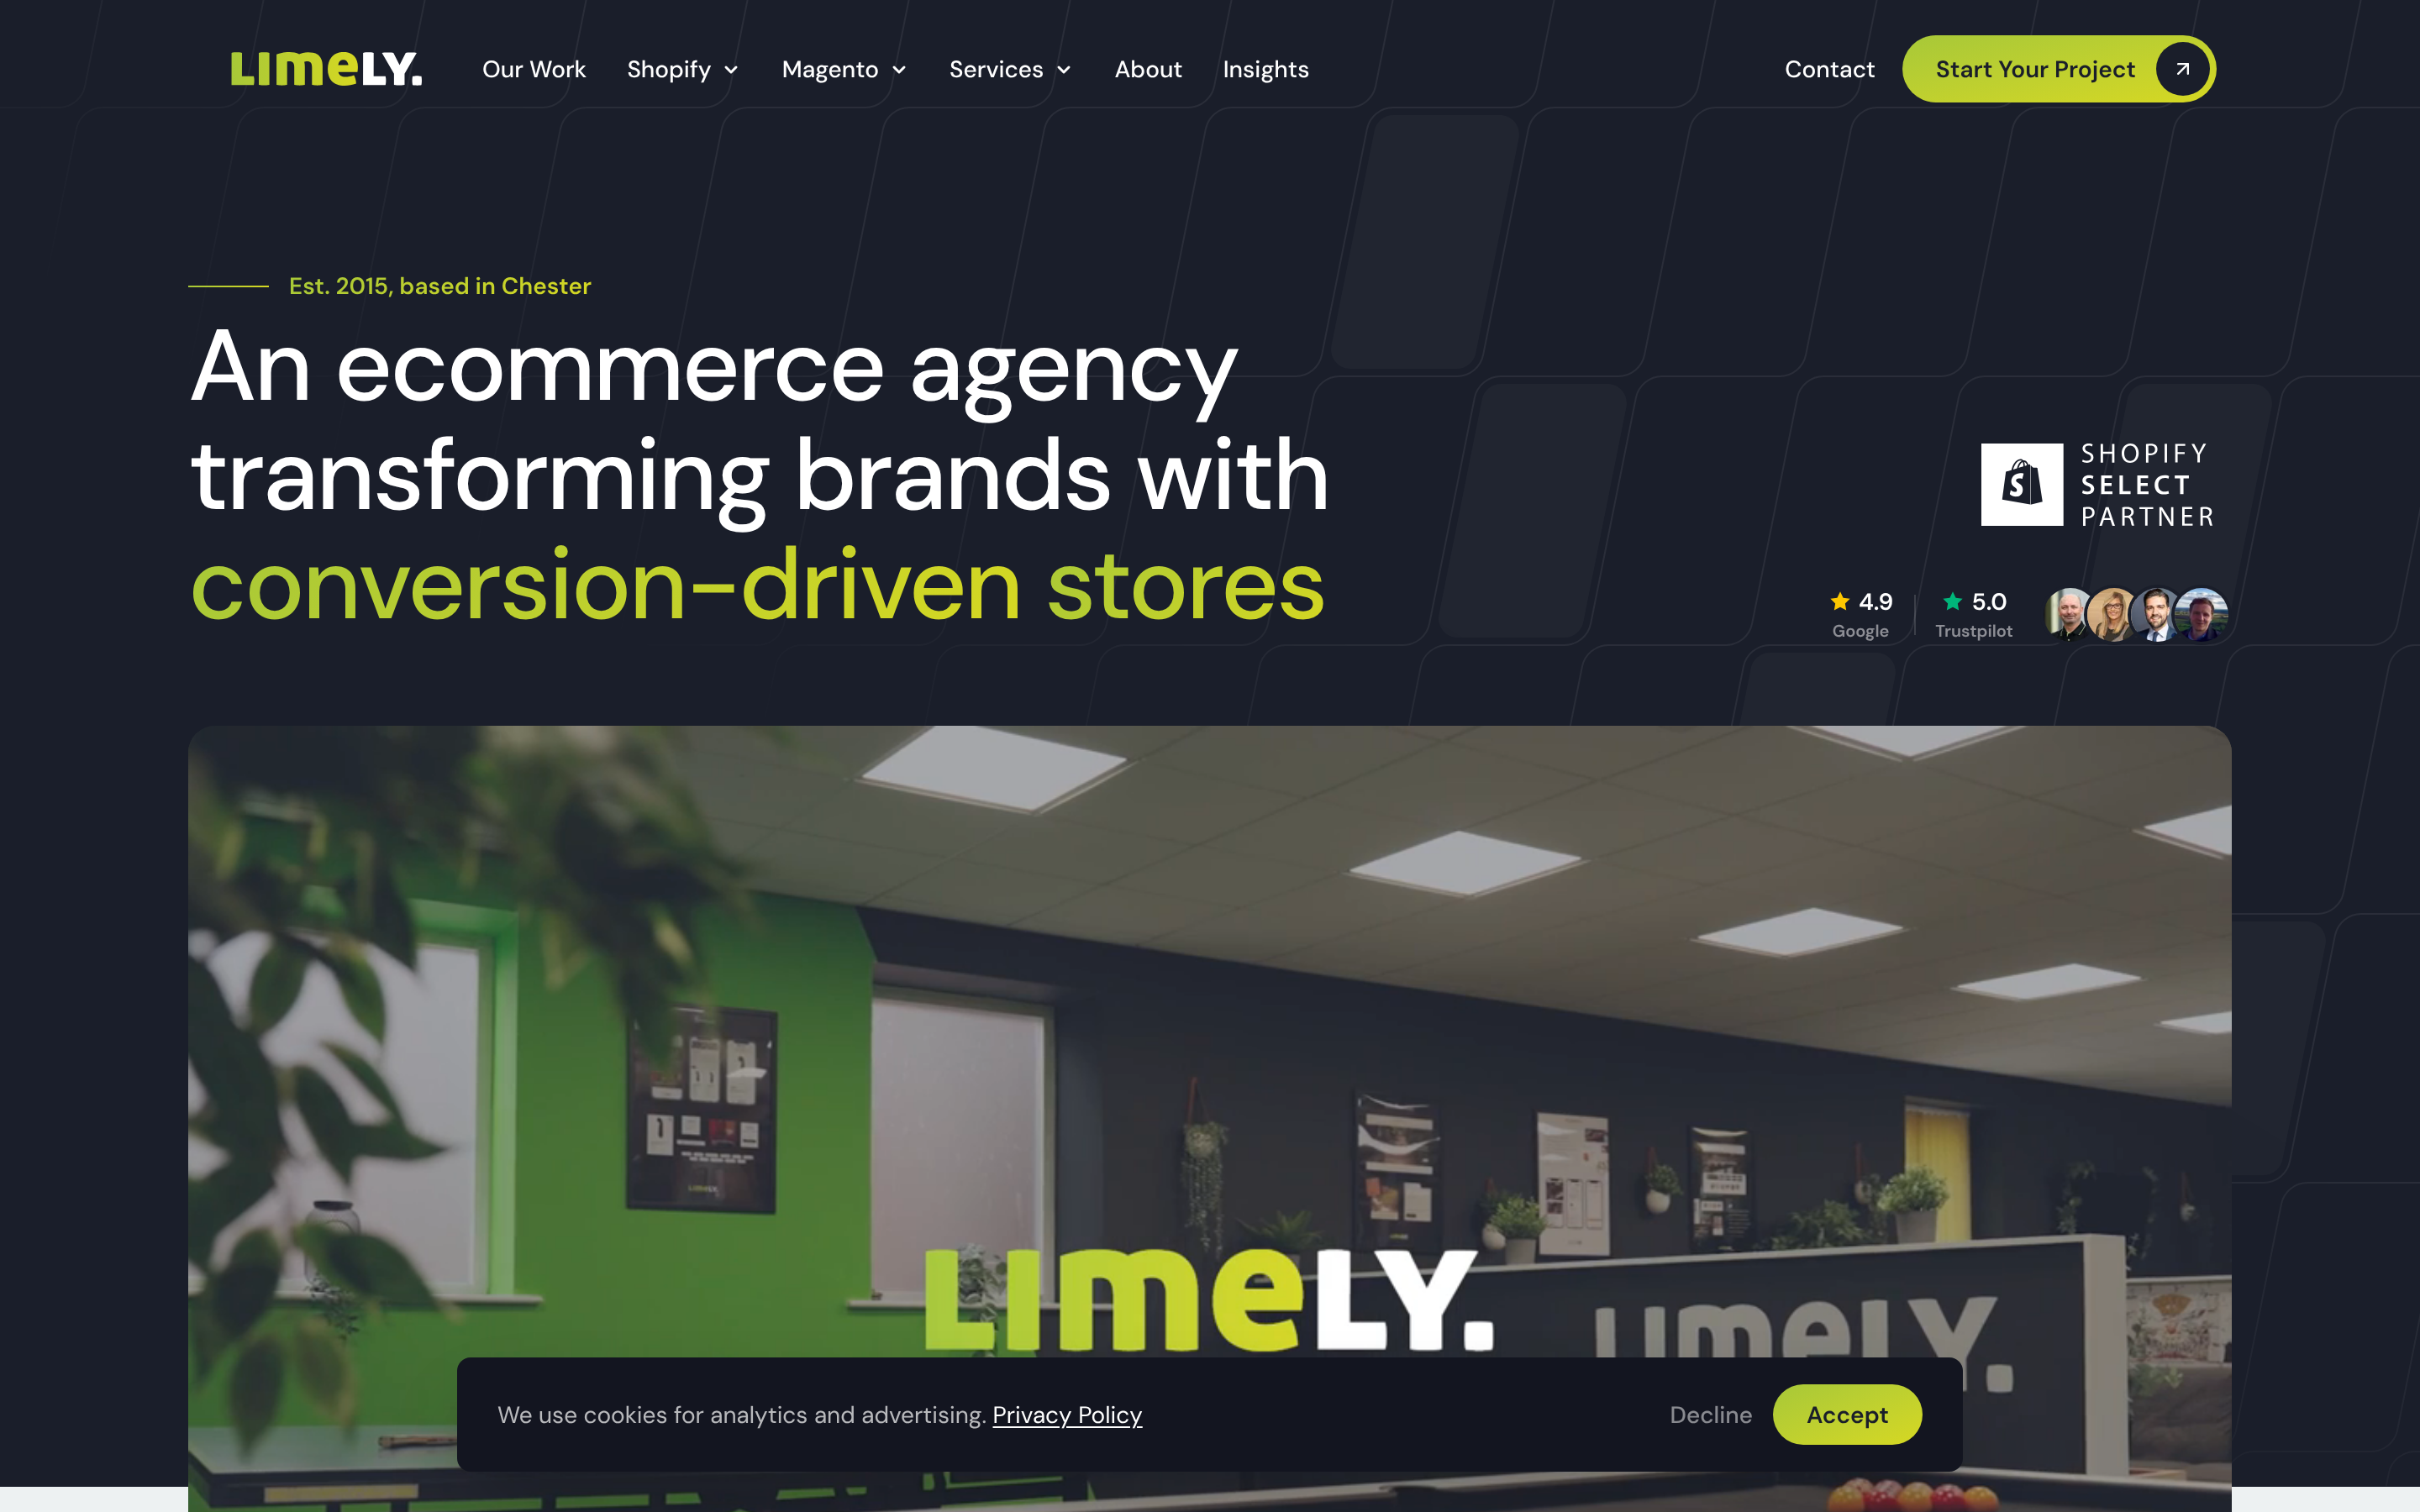 LIMELY.
Our Work
Shopify
Magento
Services
About
Insights
Contact
Start Your Project
Est. 2015, based in Chester
An ecommerce agency
transforming brands with
conversion-driven stores
SHOPIFY
SELECT
PARTNER
4.9
Google
5.0
Trustpilot
LIMELY.
LIMELY.
LIMELY.
We use cookies for analytics and advertising. Privacy Policy
Decline
Accept